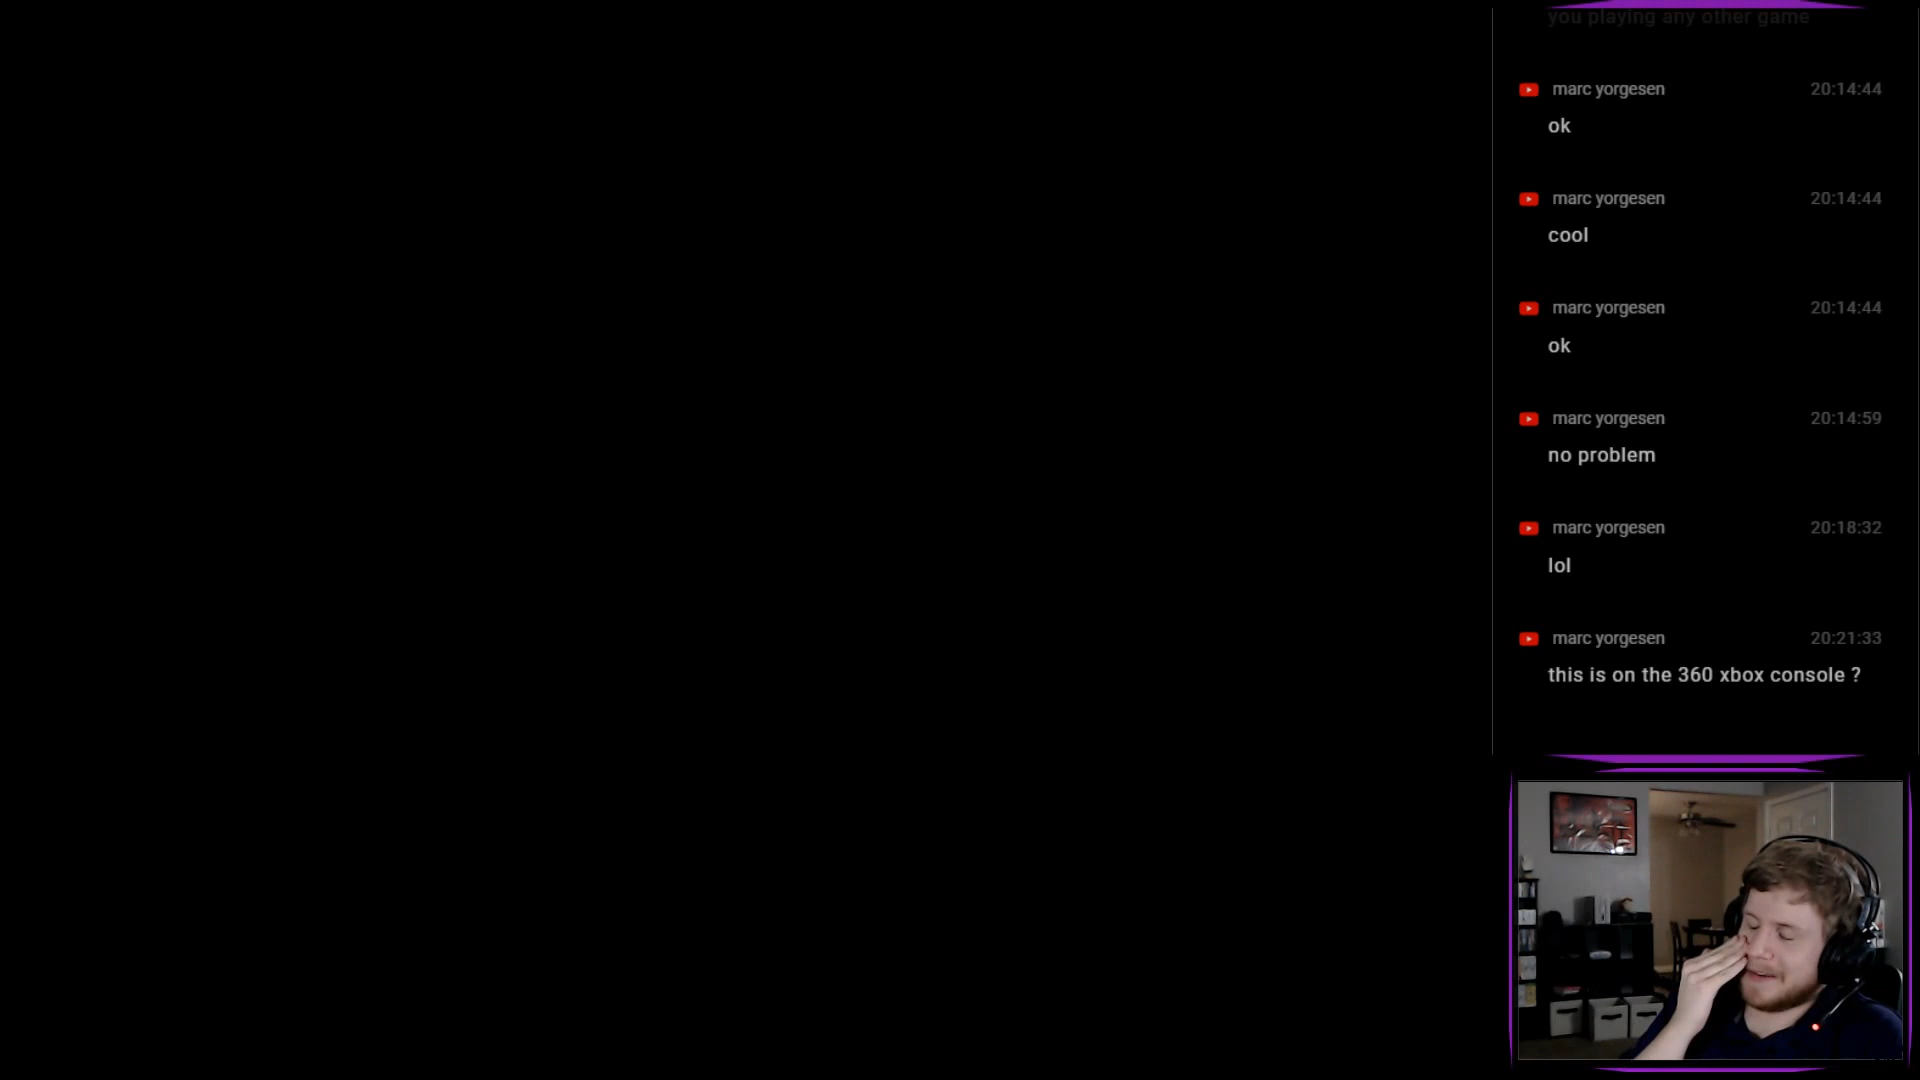 you playing any other game
marc yorgesen 20:14:44
ok
marc yorgesen 20:14:44
cool
marc yorgesen 20:14:44
ok
marc yorgesen 20:14:59
no problem
marc yorgesen 20:18:32
lol
marc yorgesen 20:21:33
this is on the 360 xbox console ?